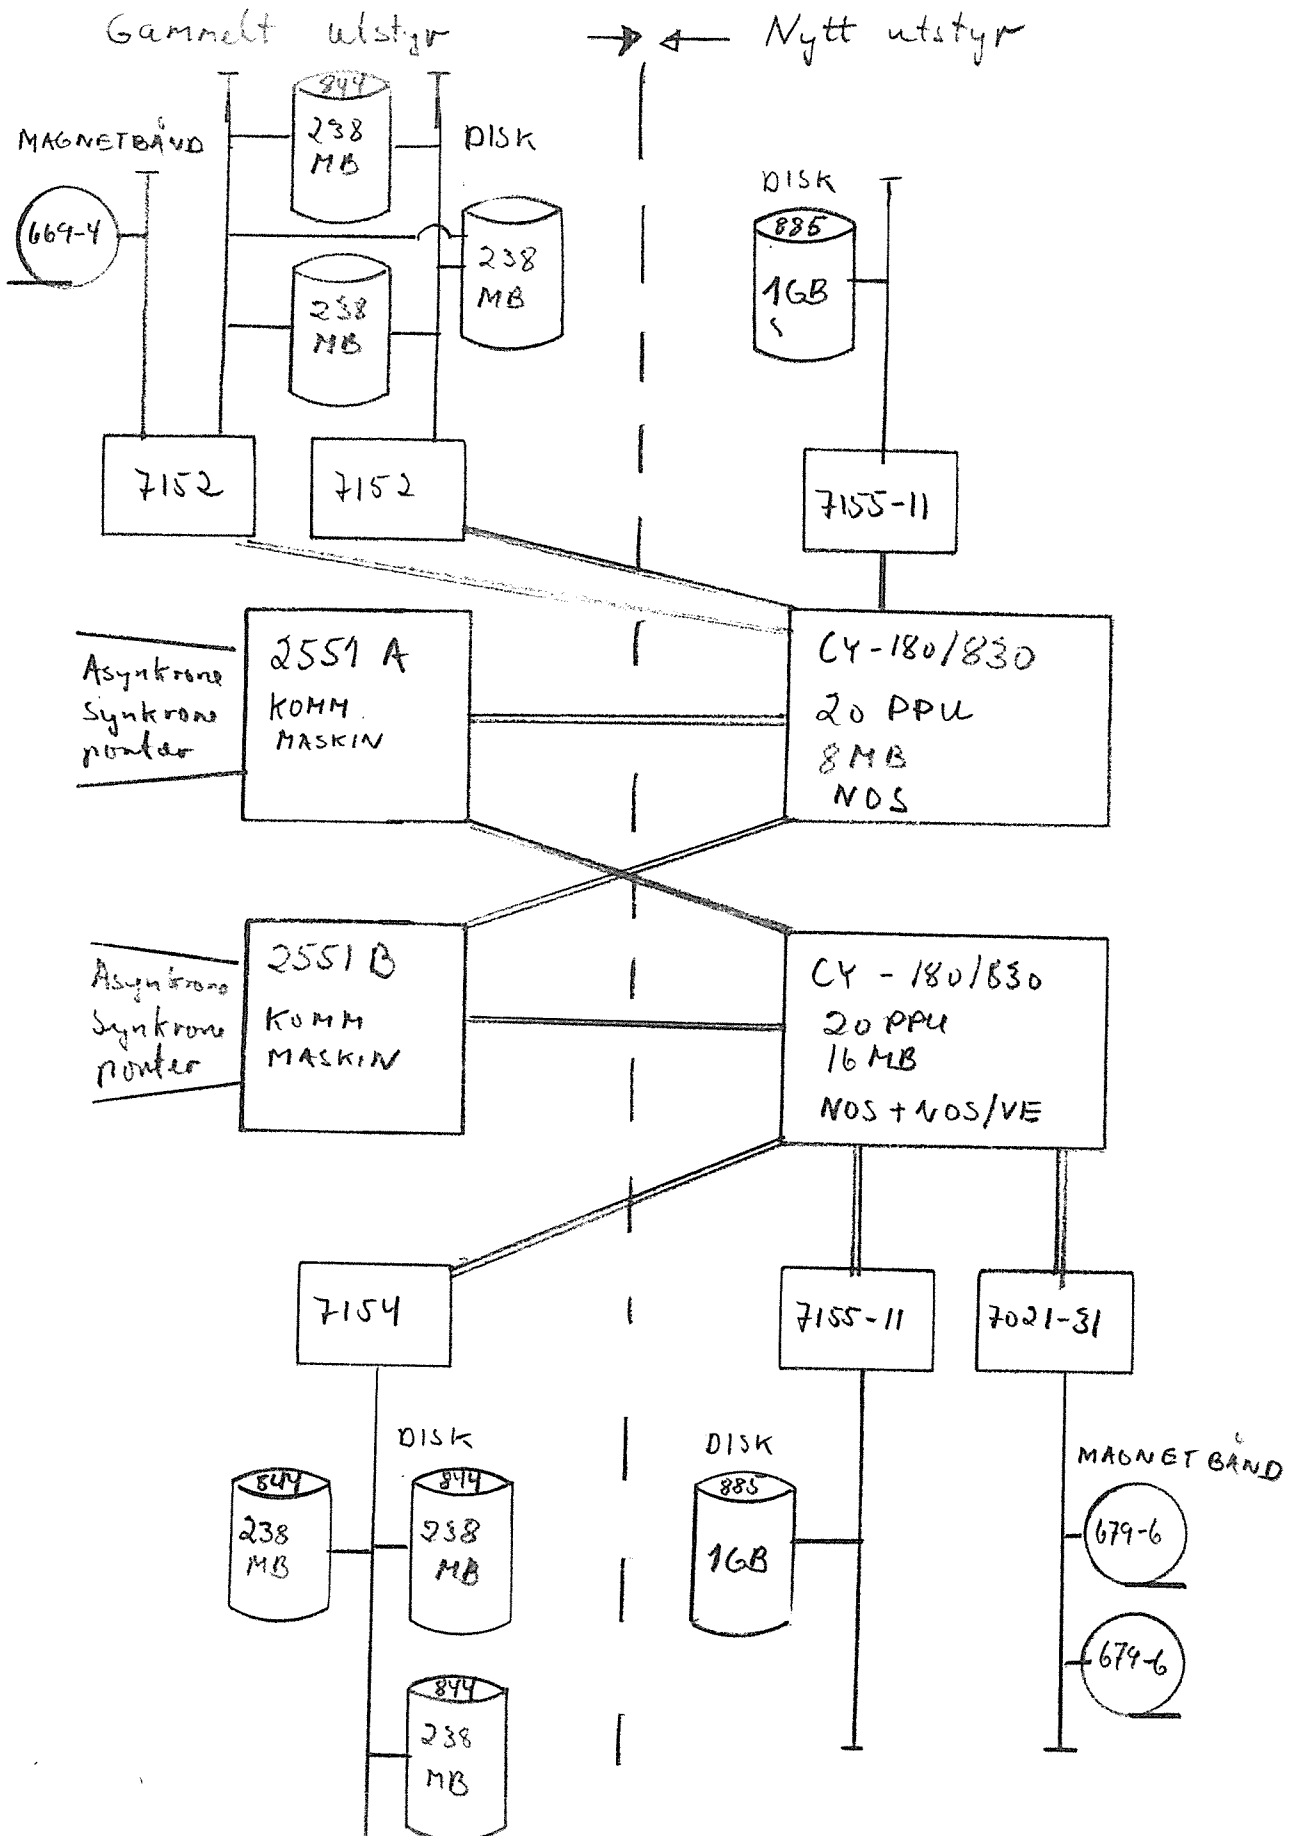 Gammelt utstyr
Nytt utstyr
844
238
MB
DISK
MAGNETBÅND
669-4
238
MB
238
MB
DISK
885
1GB
7152
7152
7155-11
2551 A
KOMM
MASKIN
Asynkrone
Synkrone
porter
CY-180/830
20 PPU
8 MB
NOS
2551 B
KOMM
MASKIN
Asynkrone
Synkrone
porter
CY - 180/830
20 PPU
16 MB
NOS + NOS/VE
7154
7155-11
7021-31
DISK
844
238
MB
844
238
MB
844
238
MB
DISK
885
1GB
MAGNETBÅND
679-6
679-6